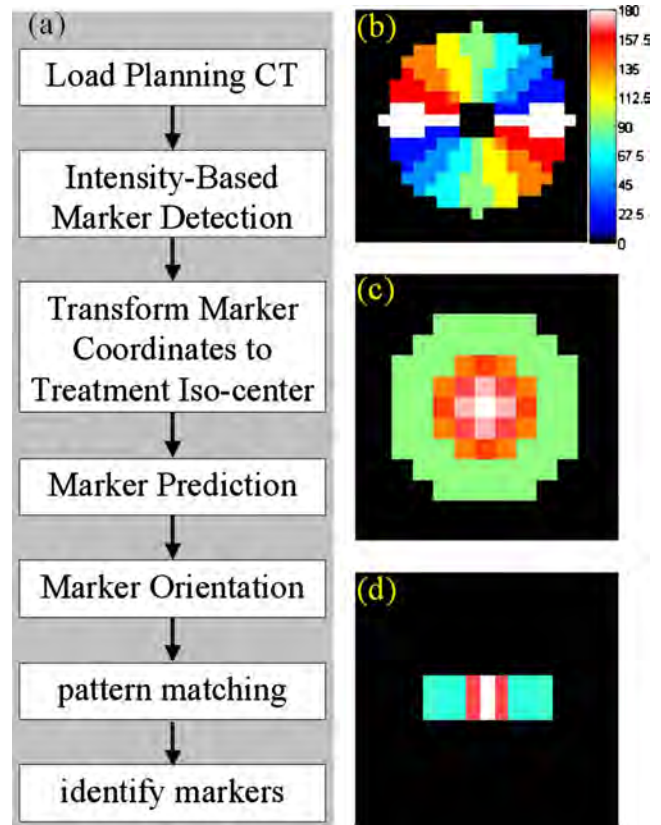 (a)
Load Planning CT
Intensity-Based
Marker Detection
Transform Marker
Coordinates to
Treatment Iso-center
Marker Prediction
Marker Orientation
pattern matching
identify markers
(b)
180
157.5
135
112.5
90
67.5
45
22.5
0
(c)
(d)